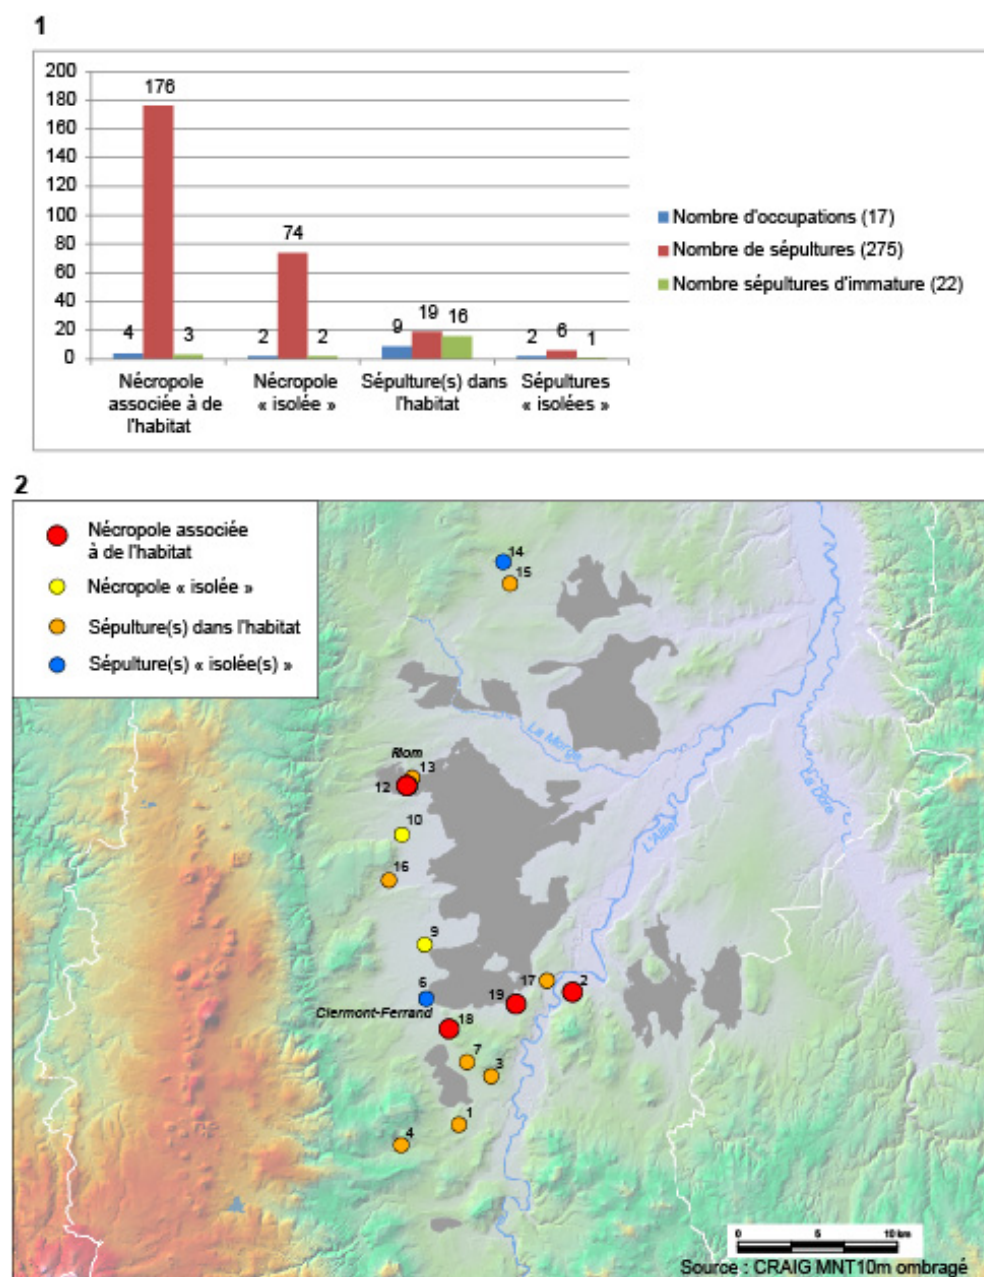 1
200
180
160
140
120
100
80
60
40
20
0
176
4
3
74
2
2
9
19
16
2
6
1
Nécropole associée à de l'habitat
Nécropole « isolée »
Sépulture(s) dans l'habitat
Sépultures « isolées »
Nombre d'occupations (17)
Nombre de sépultures (275)
Nombre sépultures d'immature (22)
2
Nécropole associée
à de l'habitat
Nécropole « isolée »
Sépulture(s) dans l'habitat
Sépulture(s) « isolée(s) »
14
15
La Morge
Riom
13
12
10
16
L'Allier
La Dore
9
6
Clermont-Ferrand
17
2
19
18
7
3
1
4
0 5 10 km
Source : CRAIG MNT10m ombragé